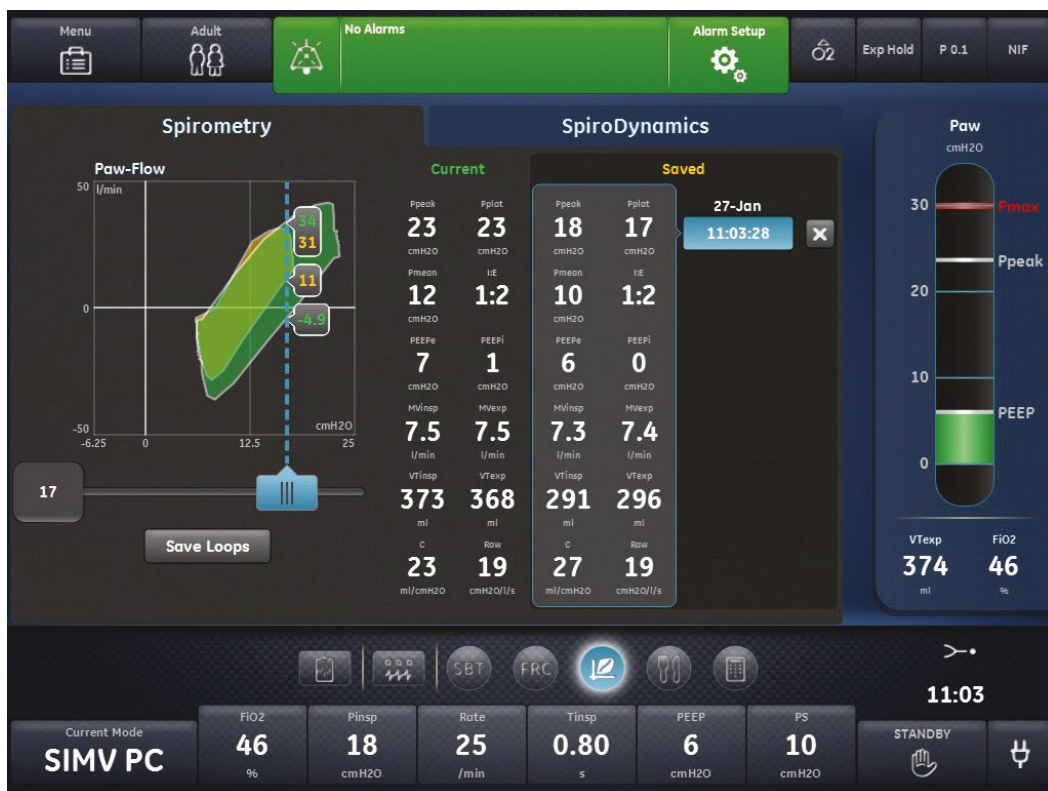 Menu
Adult
No Alarms
Alarm Setup
Ô2
Exp Hold
P 0.1
NIF
Spirometry
SpiroDynamics
Paw-Flow
50
l/min
0
-50
-6.25
0
12.5
25
cmH2O
34
31
11
-4.9
17
Save Loops
Current
Saved
Ppeak Pplat Ppeak Pplat
23 23 18 17
cmH2O cmH2O cmH2O cmH2O
Pmean I:E Pmean I:E
12 1:2 10 1:2
cmH2O cmH2O
PEEPe PEEPi PEEPe PEEPi
7 1 6 0
cmH2O cmH2O cmH2O cmH2O
MVinsp MVexp MVinsp MVexp
7.5 7.5 7.3 7.4
l/min l/min l/min l/min
VTinsp VTexp VTinsp VTexp
373 368 291 296
ml ml ml ml
C Raw C Raw
23 19 27 19
ml/cmH2O cmH2O/l/s ml/cmH2O cmH2O/l/s
27-Jan
11:03:28
Paw
cmH2O
30
Pmax
Ppeak
20
10
PEEP
0
VTexp FiO2
374 46
ml %
SBT
FRC
11:03
Current Mode
SIMV PC
FiO2
46
%
Pinsp
18
cmH2O
Rate
25
/min
Tinsp
0.80
s
PEEP
6
cmH2O
PS
10
cmH2O
STANDBY